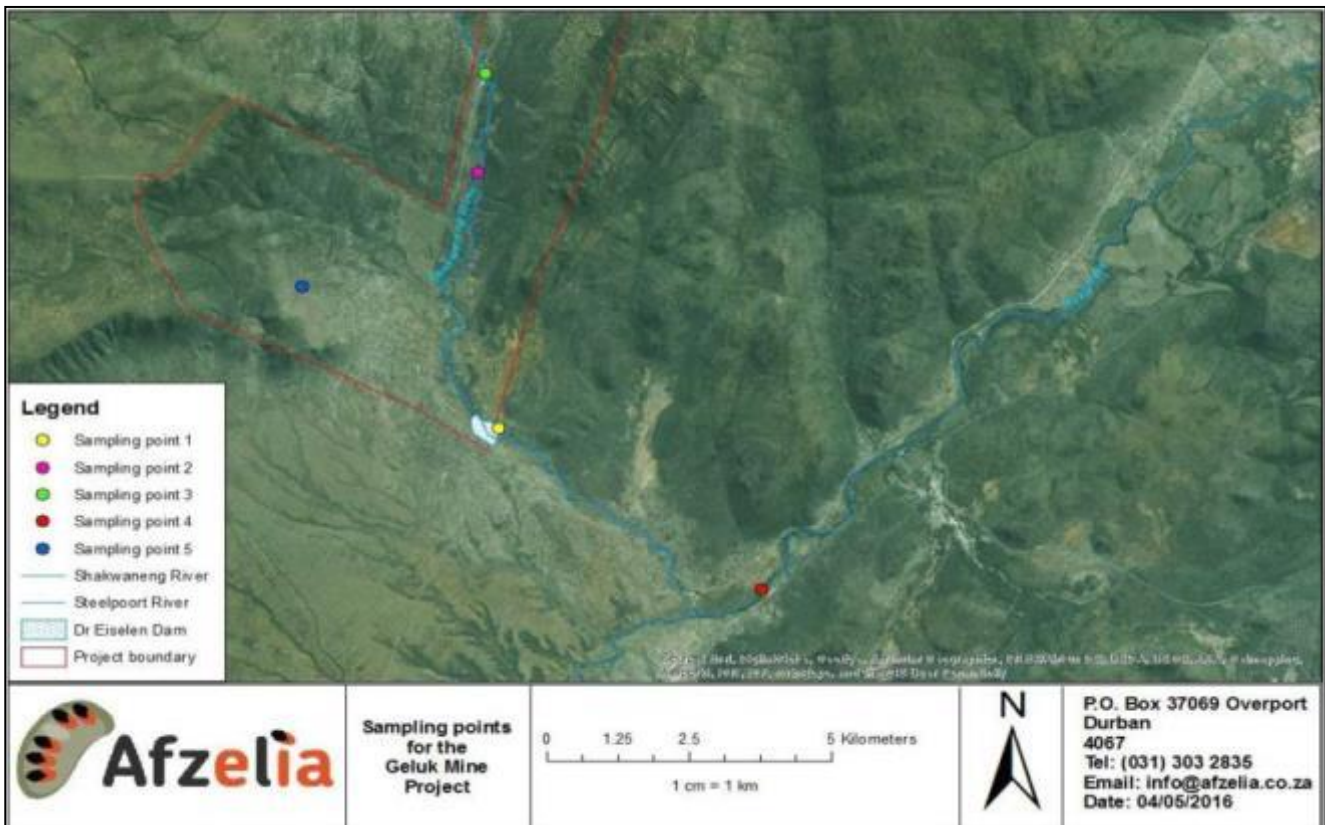 Legend
Sampling point 1
Sampling point 2
Sampling point 3
Sampling point 4
Sampling point 5
Shakwaneng River
Steelpoort River
Dr Eiselen Dam
Project boundary
Afzelia
Sampling points
for the
Geluk Mine
Project
0 1.25 2.5 5 Kilometers
1 cm = 1 km
N
P.O. Box 37069 Overport
Durban
4067
Tel: (031) 303 2835
Email: info@afzelia.co.za
Date: 04/05/2016